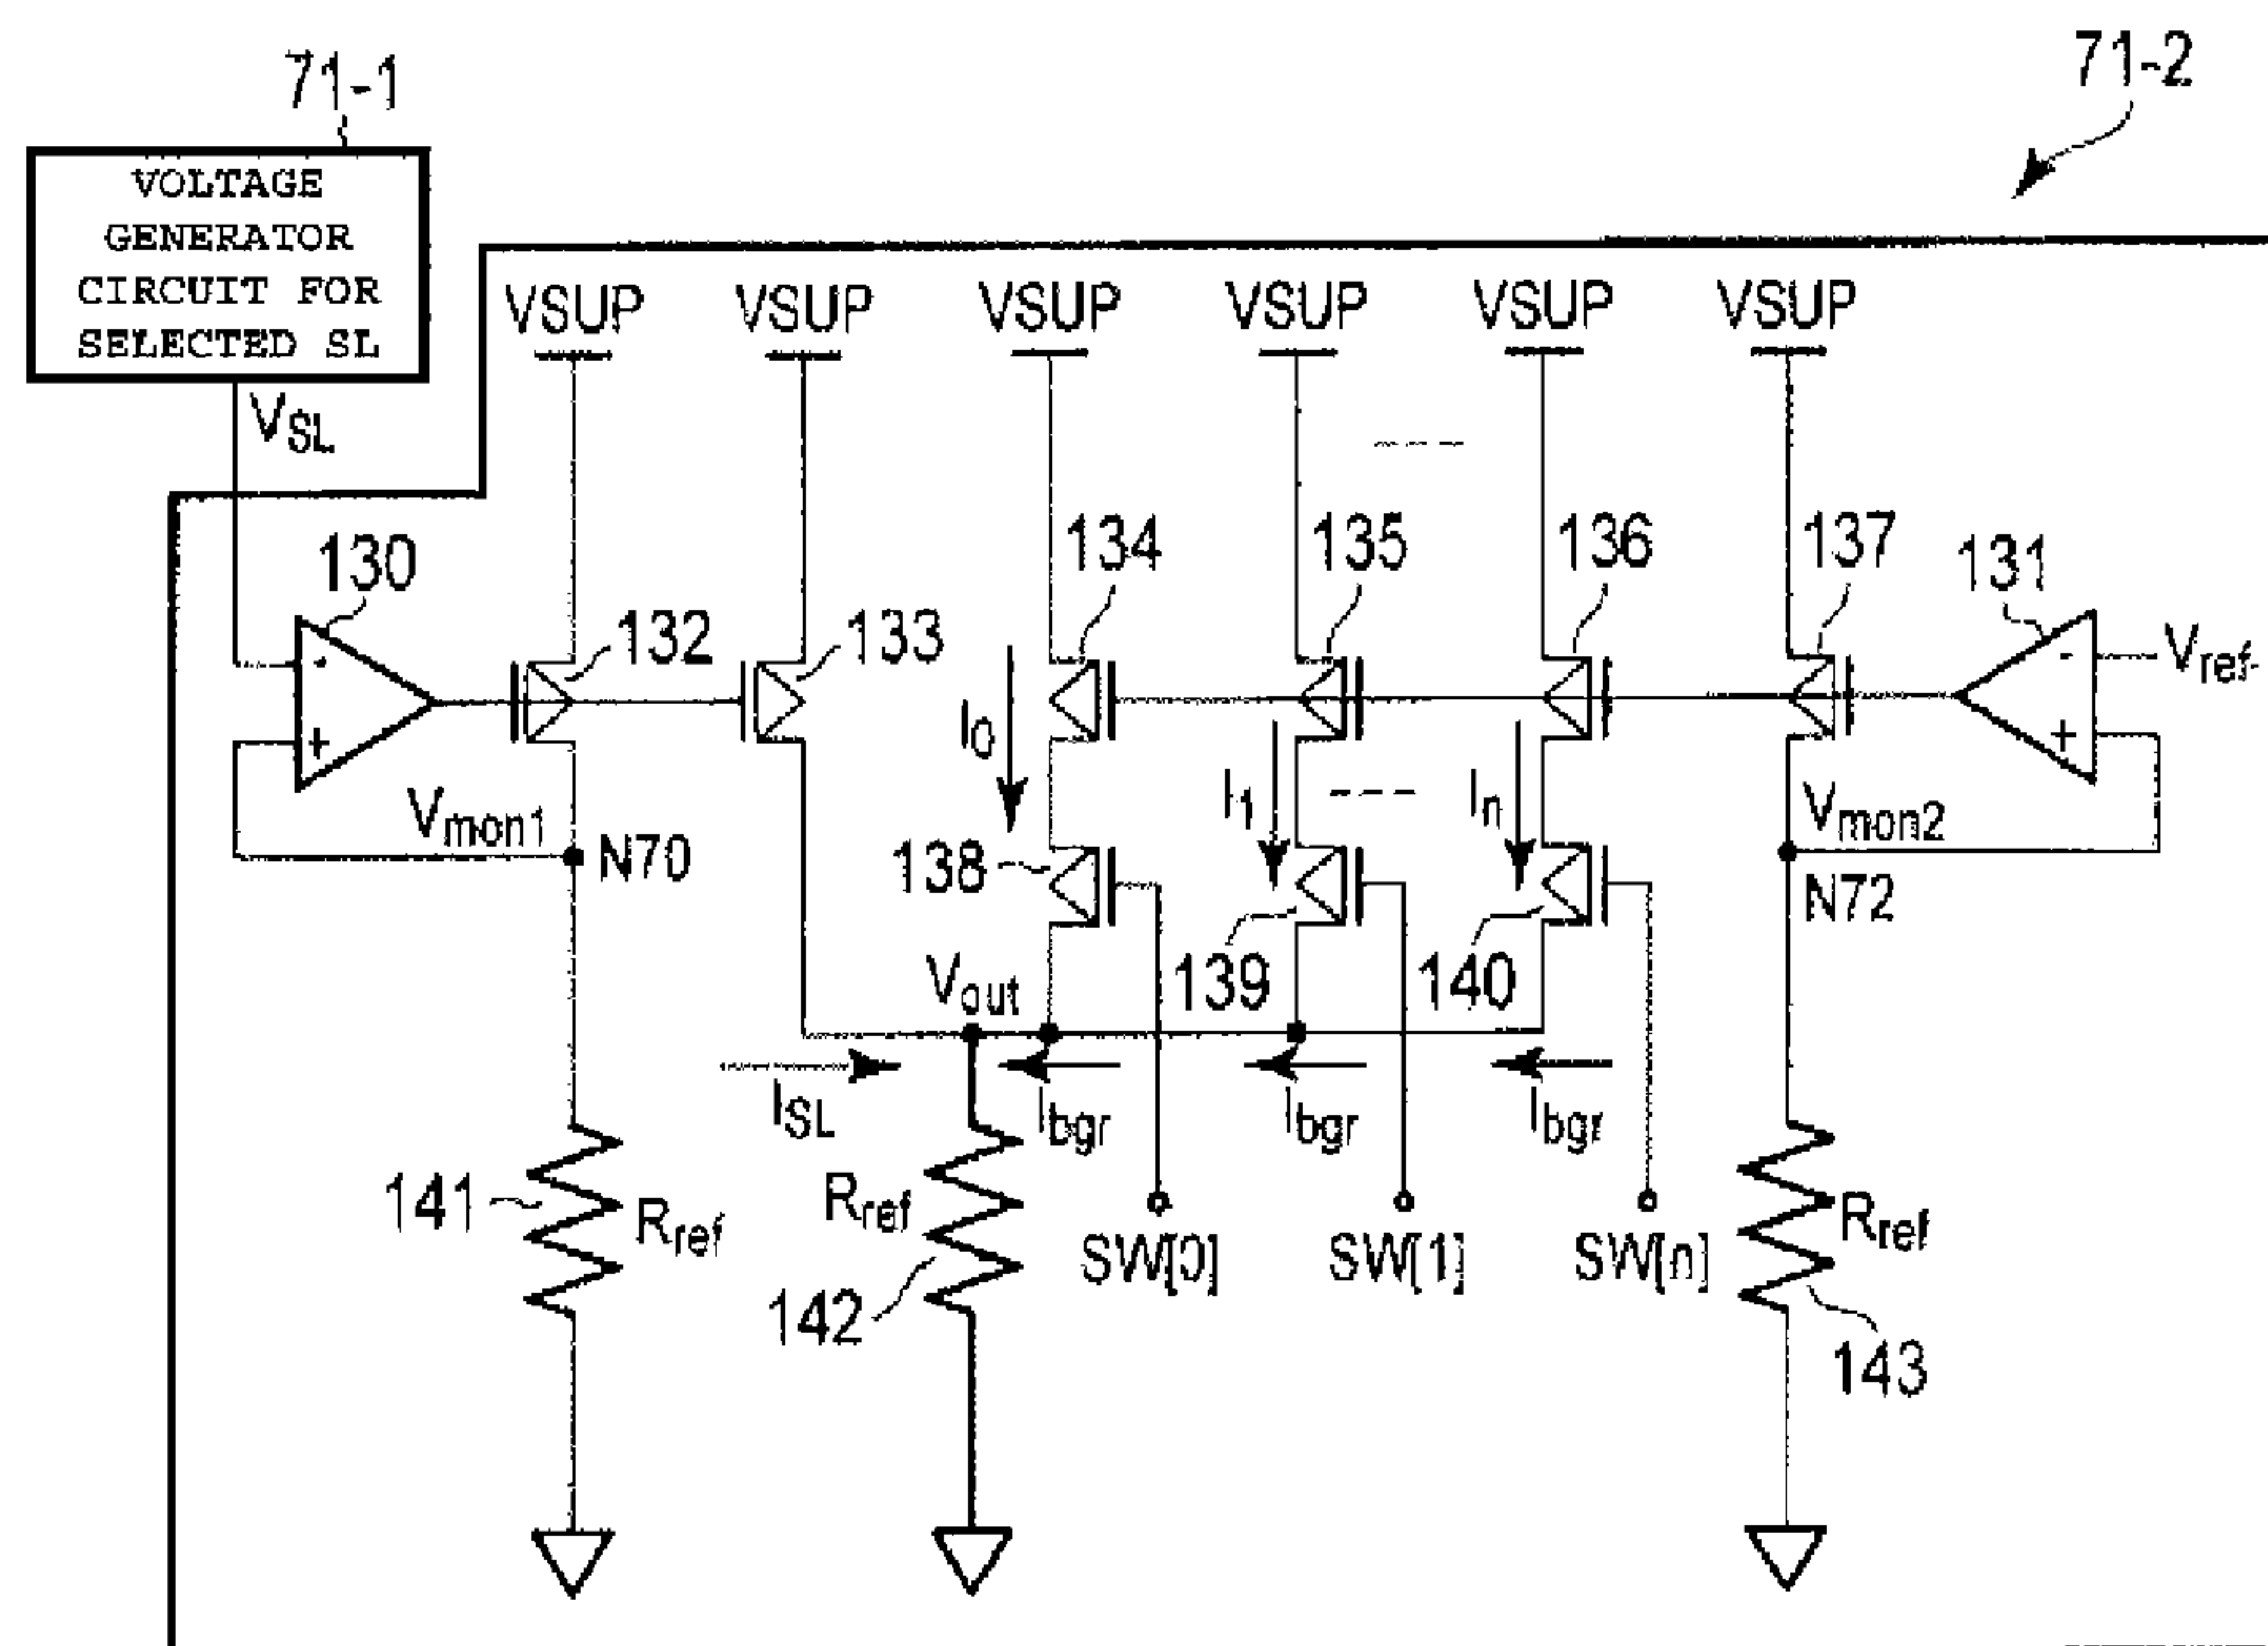 71-1
71-2
VOLTAGE
GENERATOR
CIRCUIT FOR
SELECTED SL
VSUP VSUP VSUP VSUP VSUP VSUP
VSL
130 132 133 134 135 136 137 131
- Vref
+ +
I0 I1 In
Vmon1 N70
Vmon2
N72
138 139 140
Vout
ISL Ibgr Ibgr Ibgr
141 Rref
Rref
142
SW[0] SW[1] SW[n]
Rref
143